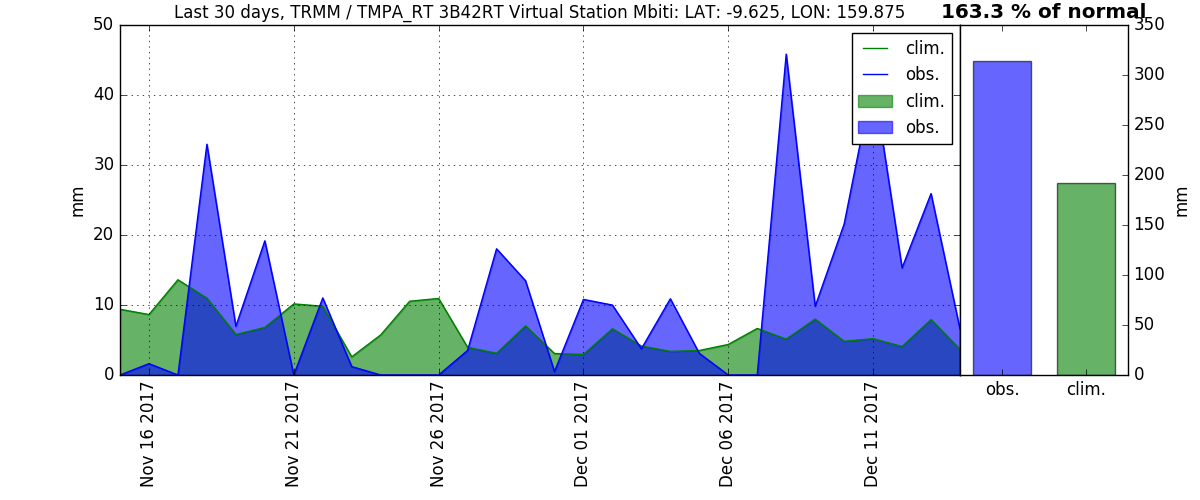 Last 30 days, TRMM / TMPA_RT 3B42RT Virtual Station Mbiti: LAT: -9.625, LON: 159.875
163.3 % of normal
50
40
30
20
10
0
mm
clim.
obs.
clim.
obs.
350
300
250
200
150
100
50
0
mm
obs.
clim.
Nov 16 2017
Nov 21 2017
Nov 26 2017
Dec 01 2017
Dec 06 2017
Dec 11 2017